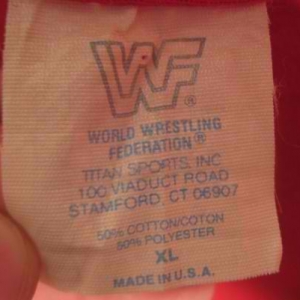 WF
®
WORLD WRESTLING
FEDERATION®
TITAN SPORTS, INC
100 VIADUCT ROAD
STAMFORD, CT 06907
50% COTTON/COTON
50% POLYESTER
XL
MADE IN U.S.A.